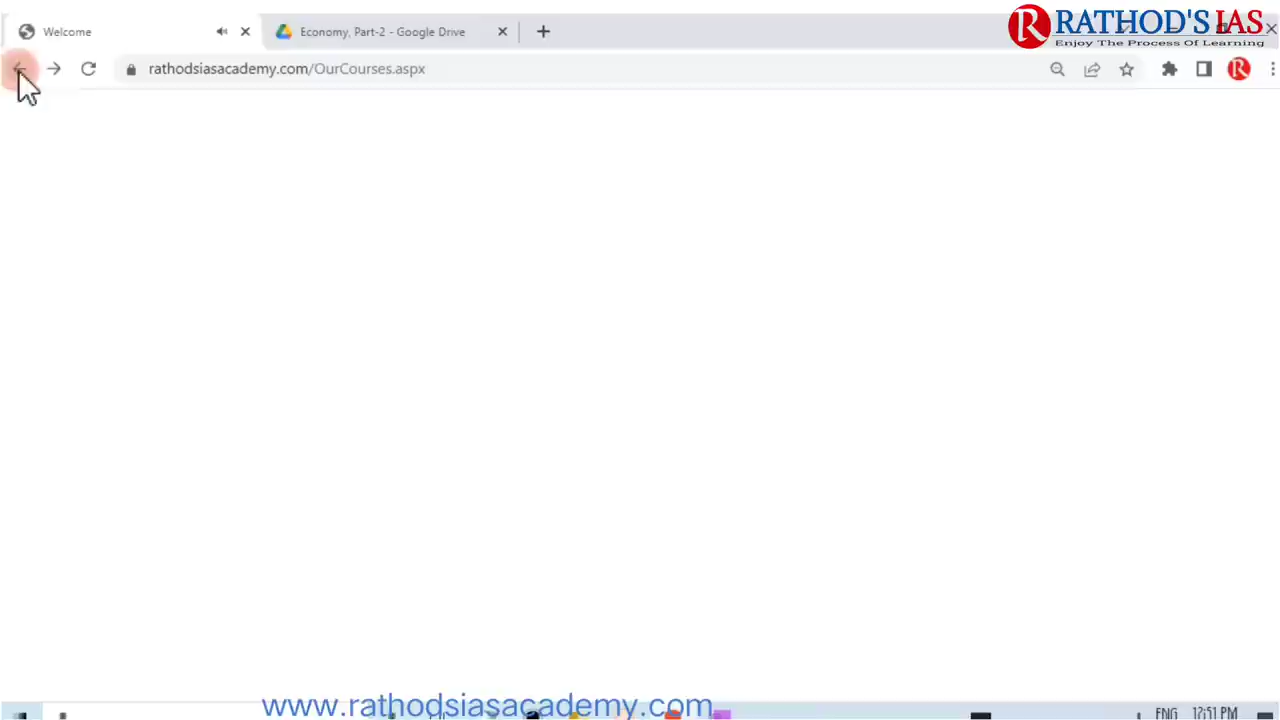 Welcome
Economy, Part-2 - Google Drive
RATHOD'S IAS
Enjoy The Process Of Learning
rathodsiasacademy.com/OurCourses.aspx
R
www.rathodsiasacademy.com
ENG 12:51 PM